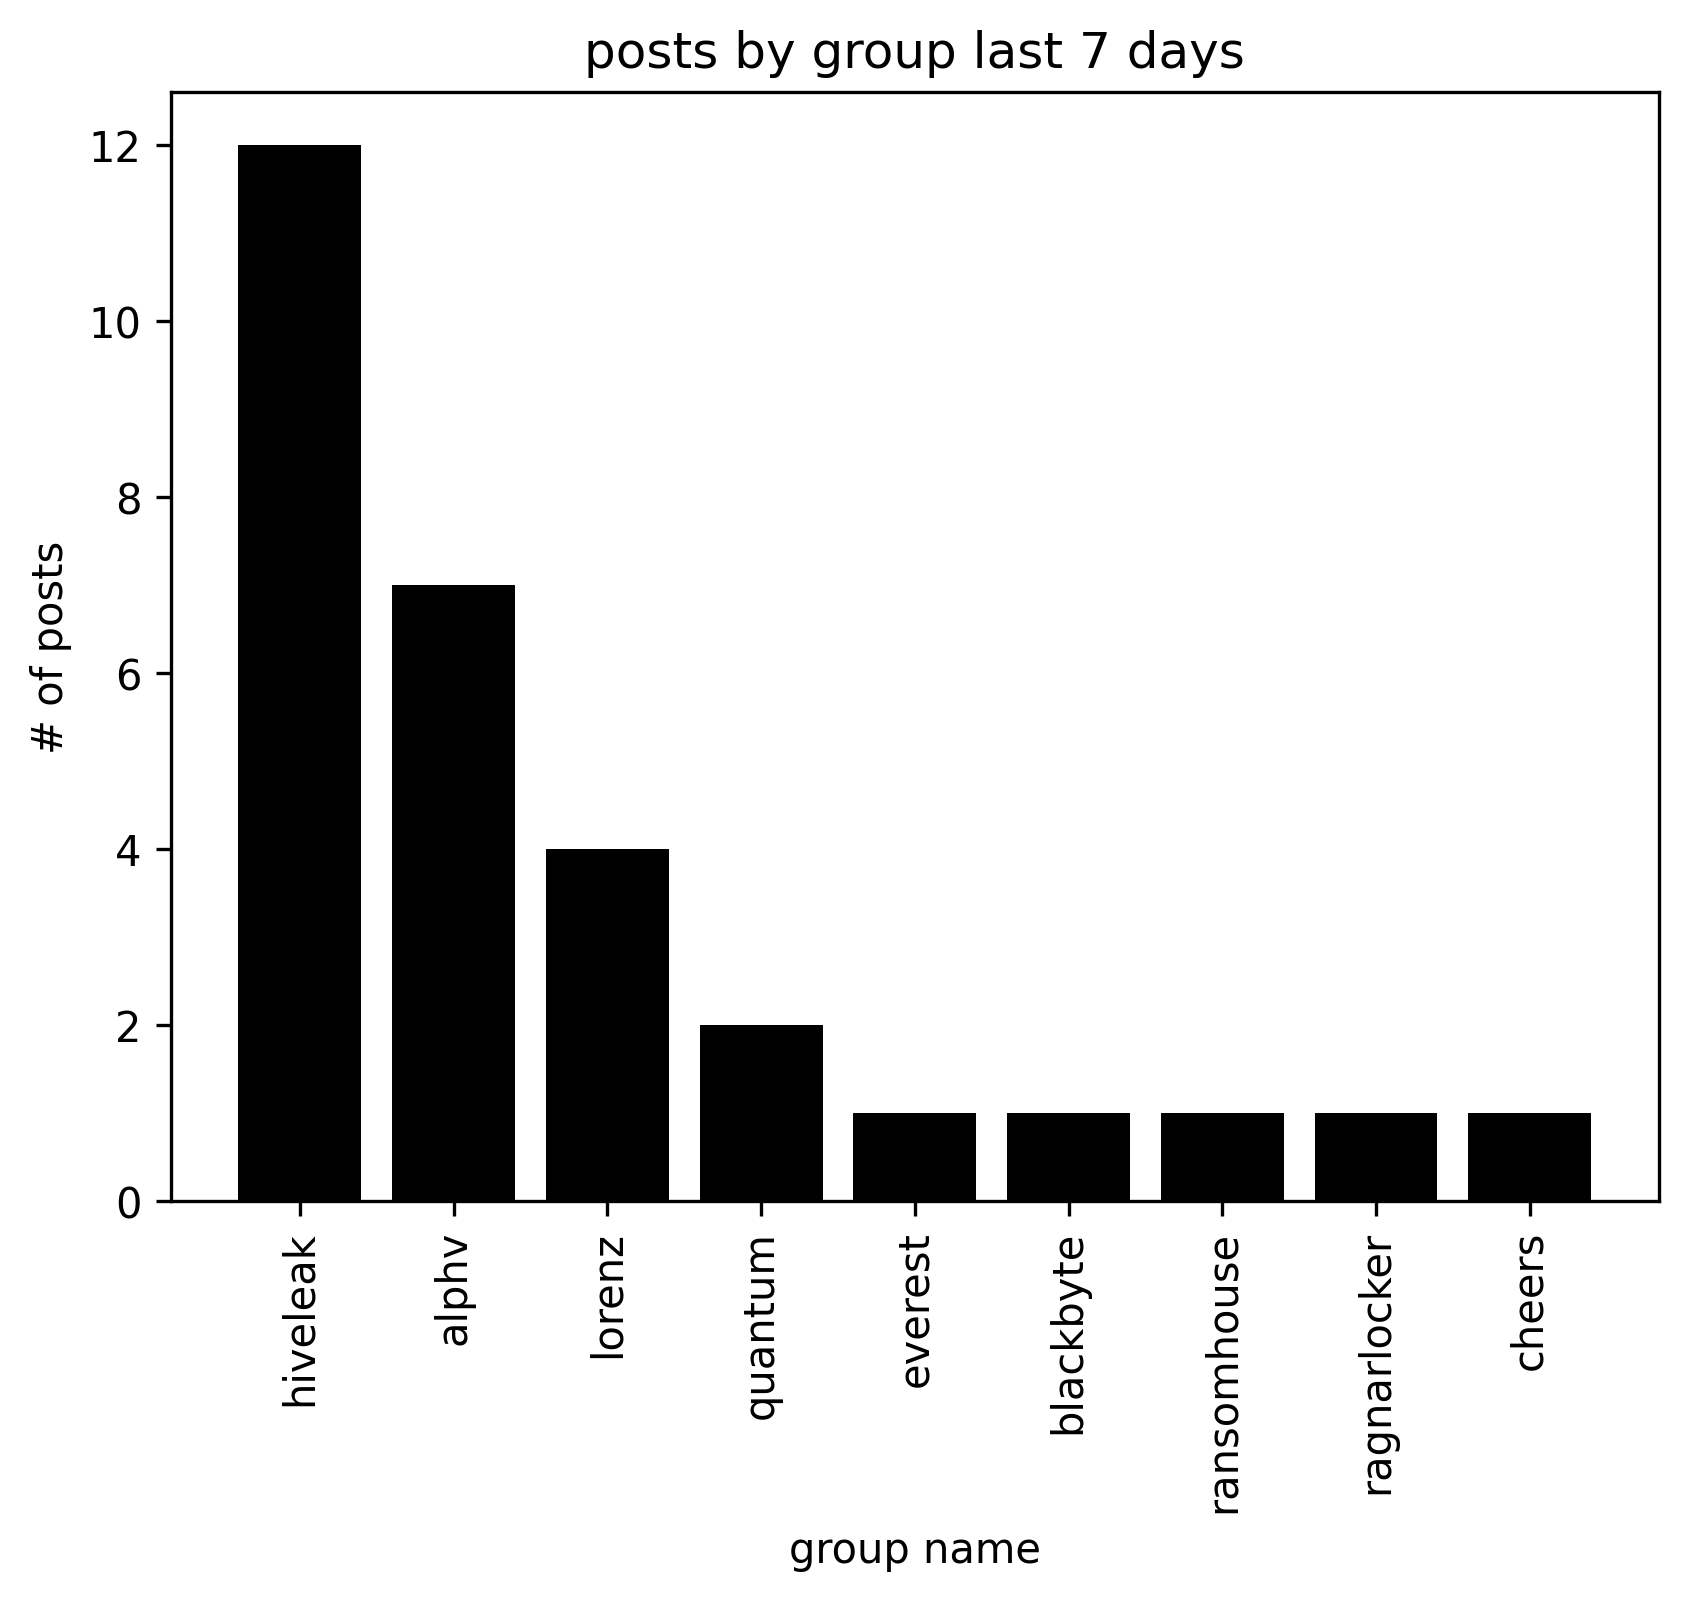 posts by group last 7 days
12
10
8
6
4
2
0
# of posts
hiveleak
alphv
lorenz
quantum
everest
blackbyte
ransomhouse
ragnarlocker
cheers
group name